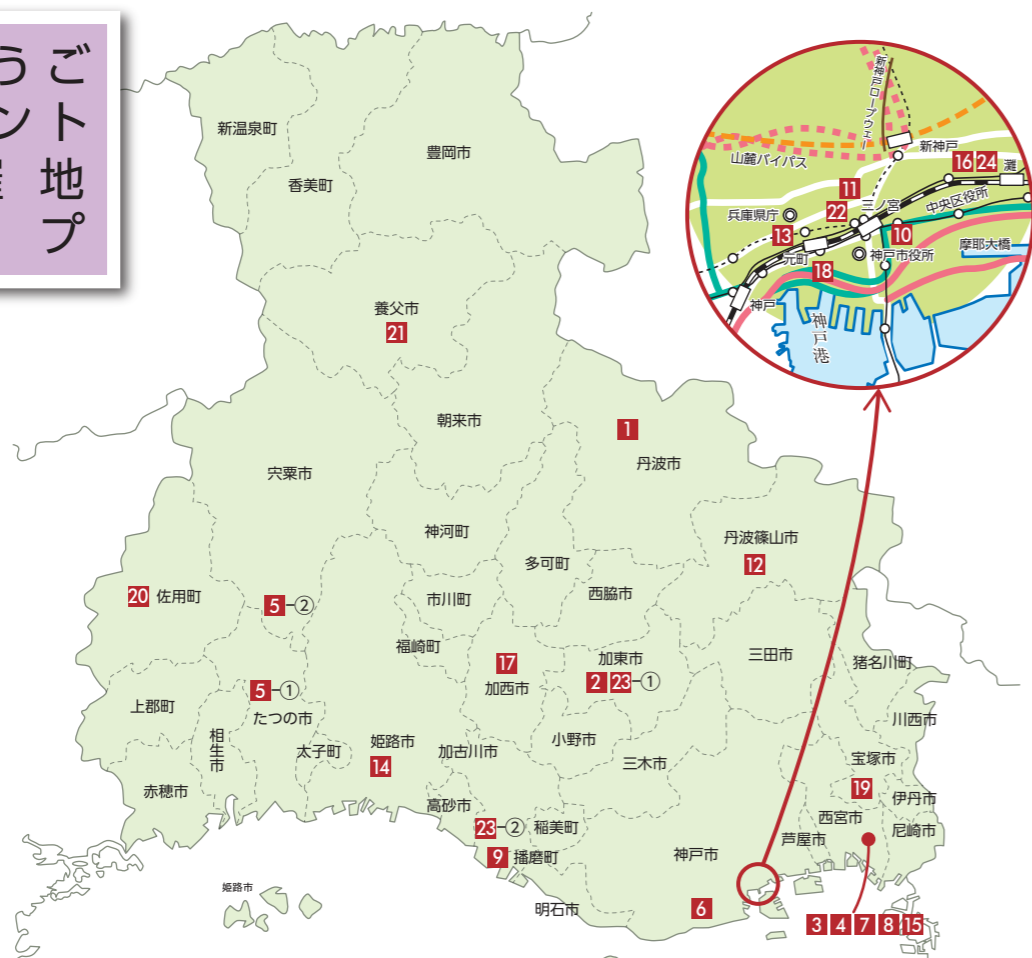 ご
ト地プ
う
ント
新温泉町
香美町
豊岡市
養父市
21
朝来市
宍粟市
1
丹波市
神河町
多可町
丹波篠山市
12
20 佐用町
5-②
市川町
西脇市
福崎町
17
加西市
加東市
2 23-①
三田市
猪名川町
5-①
たつの市
上郡町
相生市
太子町
姫路市
14
加古川市
小野市
三木市
川西市
宝塚市
19
伊丹市
赤穂市
高砂市
23-②
稲美町
9 播磨町
西宮市
尼崎市
芦屋市
神戸市
6
明石市
姫路市
3 4 7 8 15
新神戸ロープウェー
山麓バイパス
新神戸
16 24
灘
11
22
三ノ宮
中央区役所
兵庫県庁
13
10
元町
神戸市役所
摩耶大橋
18
神戸
神戸港